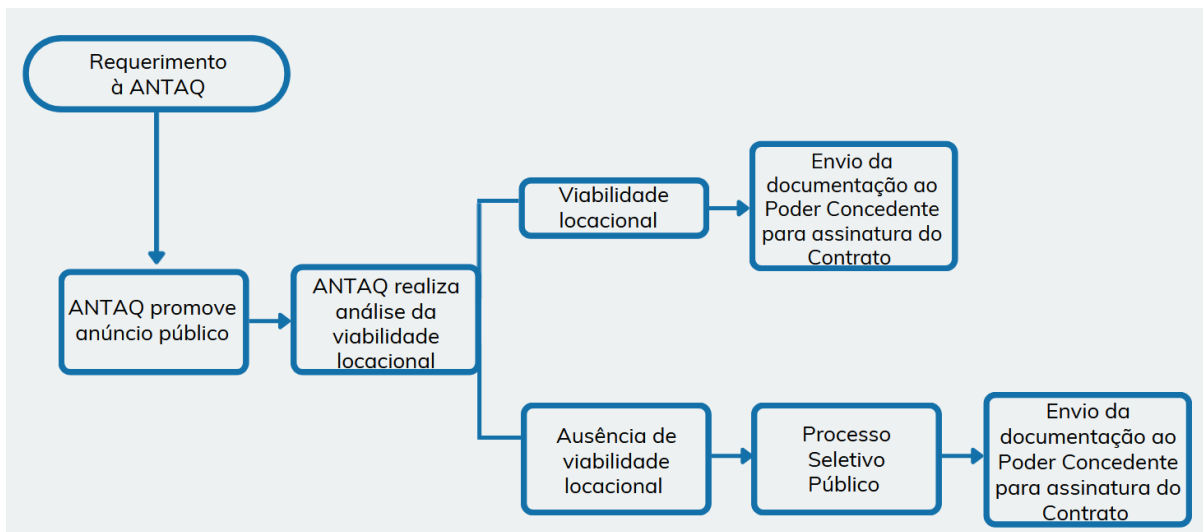 Requerimento
à ANTAQ
ANTAQ promove
anúncio público
ANTAQ realiza
análise da
viabilidade
locacional
Viabilidade
locacional
Envio da
documentação ao
Poder Concedente
para assinatura do
Contrato
Ausência de
viabilidade
locacional
Processo
Seletivo
Público
Envio da
documentação ao
Poder Concedente
para assinatura do
Contrato